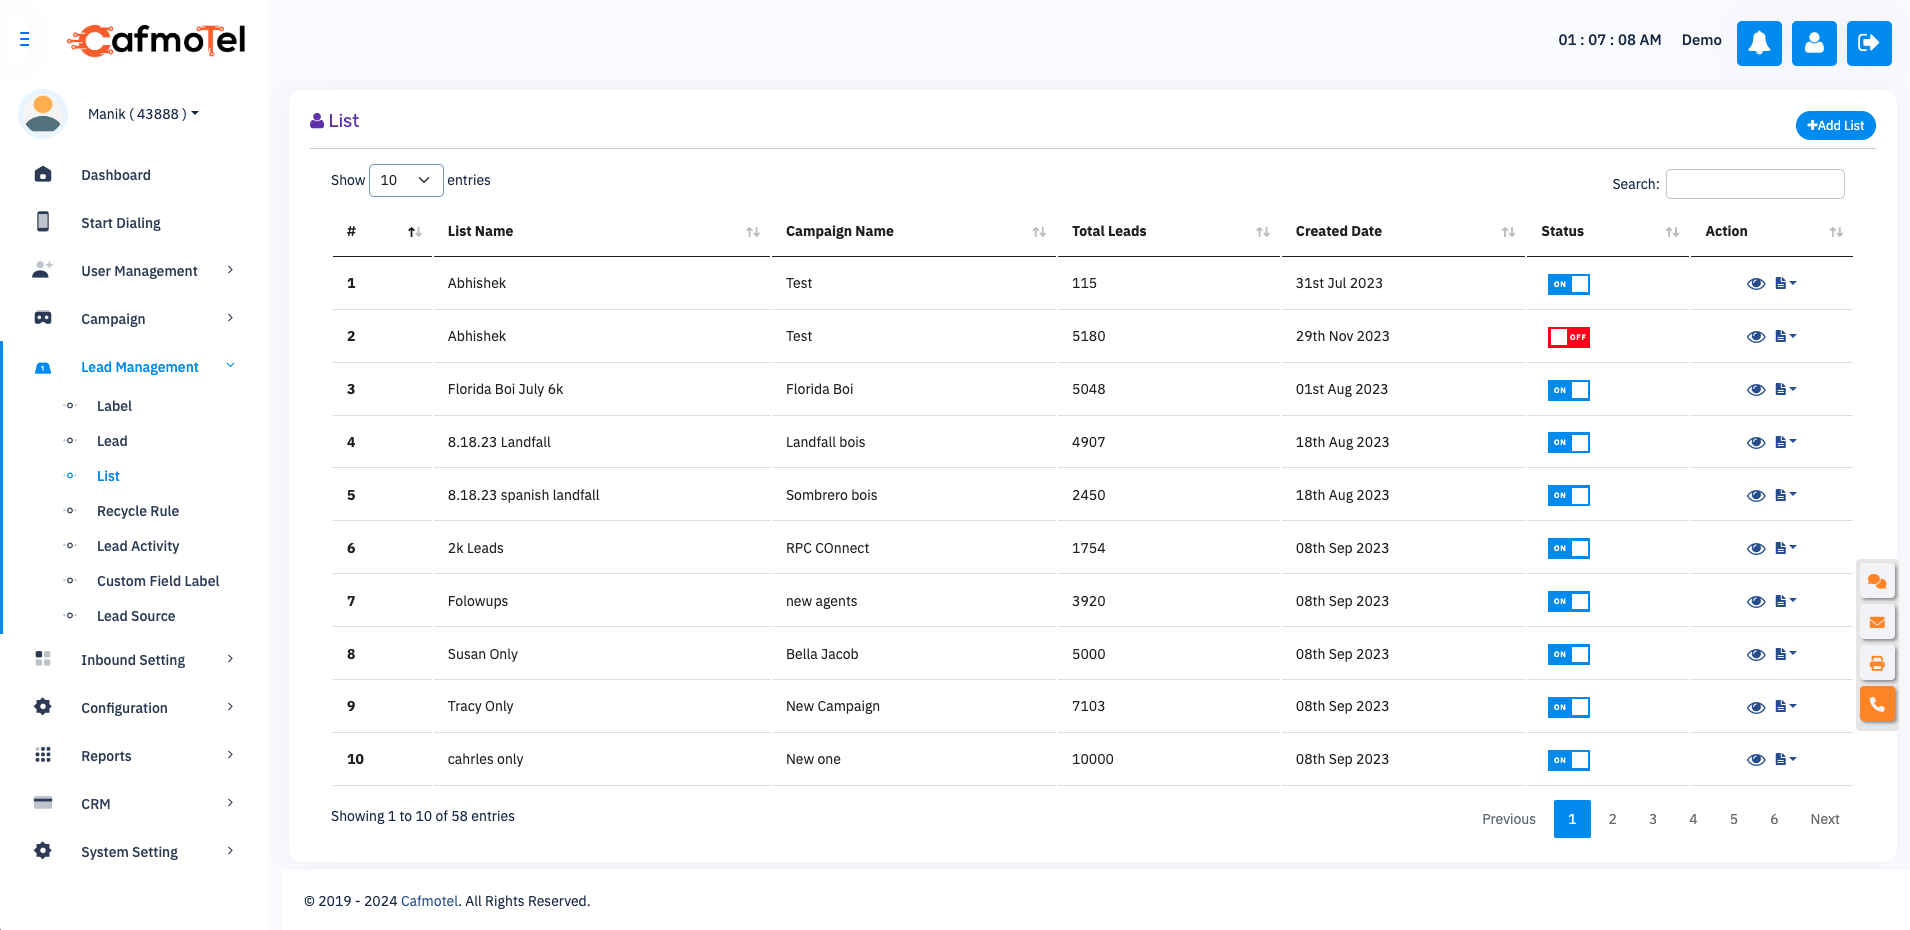 CafmoTel
01 : 07 : 08 AM Demo
Manik ( 43888 )
Dashboard
Start Dialing
User Management
Campaign
Lead Management
Label
Lead
List
Recycle Rule
Lead Activity
Custom Field Label
Lead Source
Inbound Setting
Configuration
Reports
CRM
System Setting
List
+Add List
Show 10 entries
Search:
# List Name Campaign Name Total Leads Created Date Status Action
1 Abhishek Test 115 31st Jul 2023 ON
2 Abhishek Test 5180 29th Nov 2023 OFF
3 Florida Boi July 6k Florida Boi 5048 01st Aug 2023 ON
4 8.18.23 Landfall Landfall bois 4907 18th Aug 2023 ON
5 8.18.23 spanish landfall Sombrero bois 2450 18th Aug 2023 ON
6 2k Leads RPC COnnect 1754 08th Sep 2023 ON
7 Folowups new agents 3920 08th Sep 2023 ON
8 Susan Only Bella Jacob 5000 08th Sep 2023 ON
9 Tracy Only New Campaign 7103 08th Sep 2023 ON
10 cahrles only New one 10000 08th Sep 2023 ON
Showing 1 to 10 of 58 entries
Previous 1 2 3 4 5 6 Next
© 2019 - 2024 Cafmotel. All Rights Reserved.